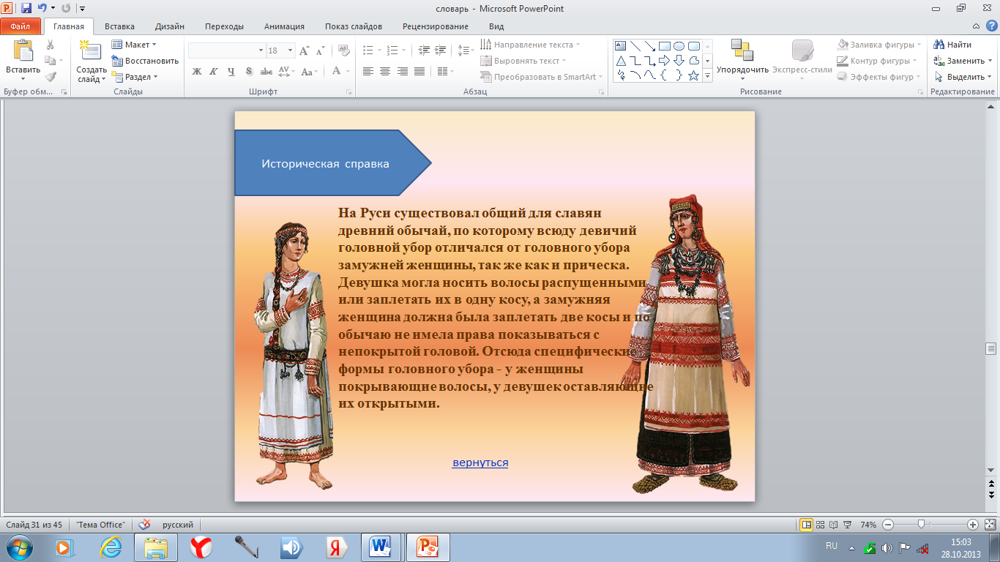 словарь - Microsoft PowerPoint
Файл Главная Вставка Дизайн Переходы Анимация Показ слайдов Рецензирование Вид
Вставить
Буфер обм...
Создать слайд
Макет
Восстановить
Раздел
Слайды
18
Ж К Ч S abc AV Aa А
Шрифт
Направление текста
Выровнять текст
Преобразовать в SmartArt
Абзац
Упорядочить
Экспресс-стили
Заливка фигуры
Контур фигуры
Эффекты фигур
Рисование
Найти
Заменить
Выделить
Редактирование
Историческая справка
На Руси существовал общий для славян
древний обычай, по которому всюду девичий
головной убор отличался от головного убора
замужней женщины, так же как и прическа.
Девушка могла носить волосы распущенными
или заплетать их в одну косу, а замужняя
женщина должна была заплетать две косы и по
обычаю не имела права показываться с
непокрытой головой. Отсюда специфические
формы головного убора - у женщины
покрывающие волосы, у девушек оставляющие
их открытыми.
вернуться
Слайд 31 из 45 "Тема Office" русский 74%
RU 15:03
28.10.2013